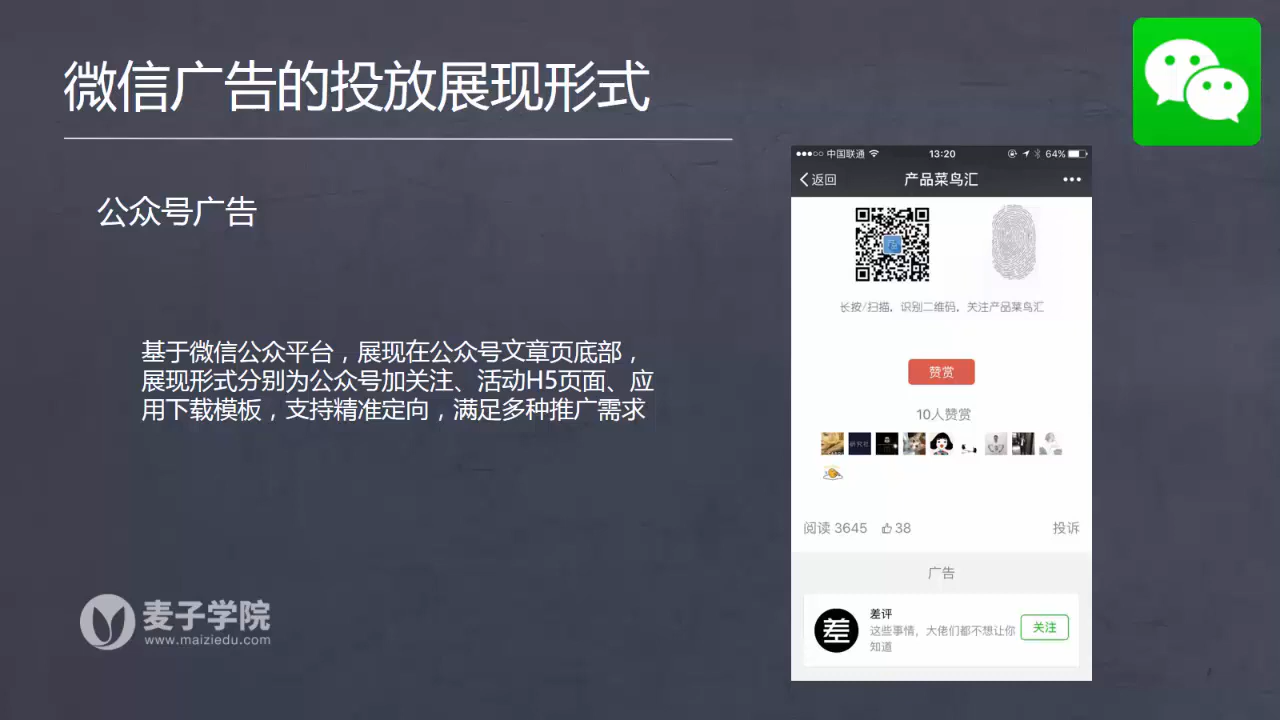 微信广告的投放展现形式
公众号广告
基于微信公众平台，展现在公众号文章页底部，
展现形式分别为公众号加关注、活动H5页面、应
用下载模板，支持精准定向，满足多种推广需求
麦子学院
www.maiziedu.com
中国联通
13:20
64%
返回
产品菜鸟汇
长按/扫描，识别二维码，关注产品菜鸟汇
赞赏
10人赞赏
阅读 3645
38
投诉
广告
差
差评
这些事情，大佬们都不想让你
知道
关注